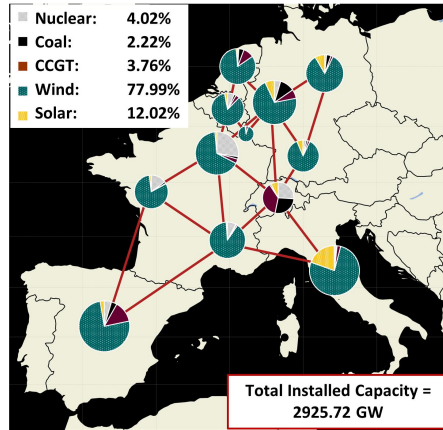 Nuclear: 4.02%
Coal: 2.22%
CCGT: 3.76%
Wind: 77.99%
Solar: 12.02%
Total Installed Capacity =
2925.72 GW